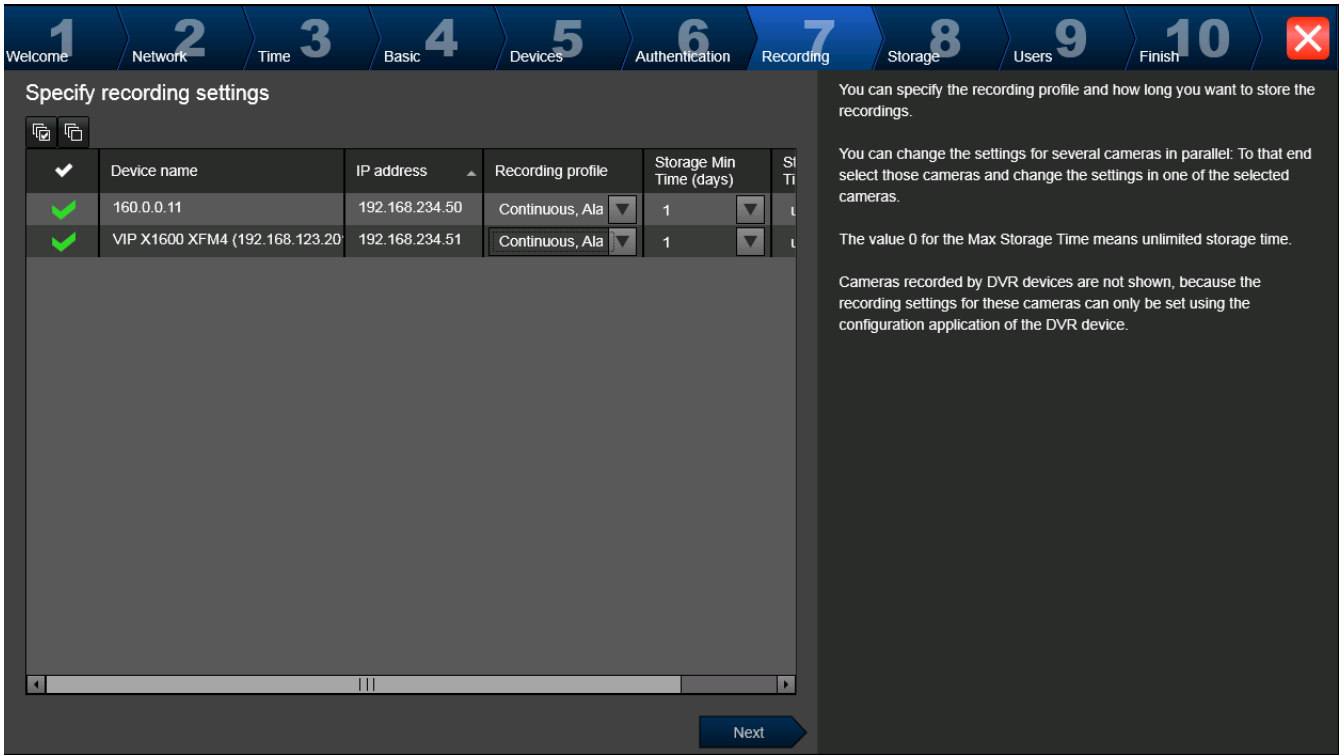 1 2 3 4 5 6 7 8 9 10
Welcome Network Time Basic Devices Authentication Recording Storage Users Finish
Specify recording settings
Device name IP address Recording profile Storage Min Time (days) St Ti
160.0.0.11 192.168.234.50 Continuous, Ala 1 u
VIP X1600 XFM4 (192.168.123.20 192.168.234.51 Continuous, Ala 1 u
Next
You can specify the recording profile and how long you want to store the
recordings.
You can change the settings for several cameras in parallel: To that end
select those cameras and change the settings in one of the selected
cameras.
The value 0 for the Max Storage Time means unlimited storage time.
Cameras recorded by DVR devices are not shown, because the
recording settings for these cameras can only be set using the
configuration application of the DVR device.